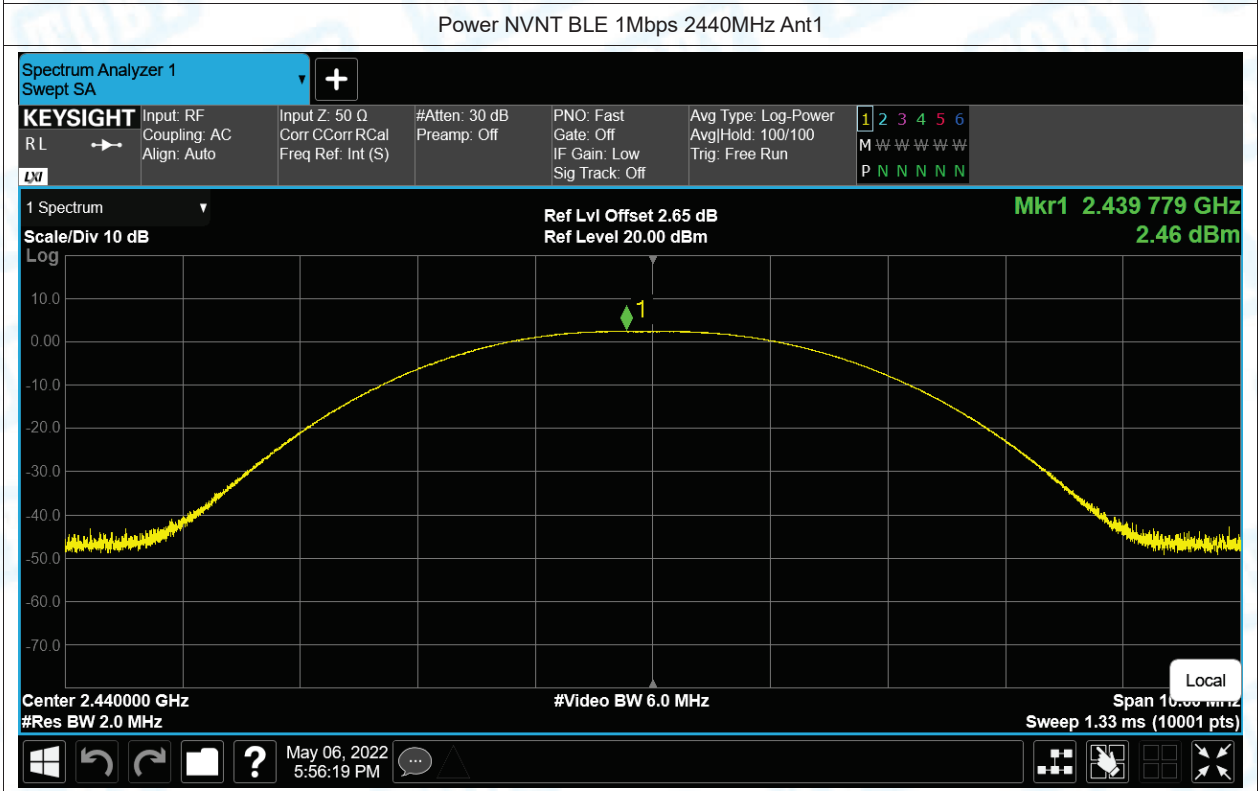 Power NVNT BLE 1Mbps 2440MHz Ant1
Spectrum Analyzer 1
Swept SA
KEYSIGHT
R L
LXI
Input: RF
Coupling: AC
Align: Auto
Input Z: 50 Ω
Corr CCorr RCal
Freq Ref: Int (S)
#Atten: 30 dB
Preamp: Off
PNO: Fast
Gate: Off
IF Gain: Low
Sig Track: Off
Avg Type: Log-Power
Avg|Hold: 100/100
Trig: Free Run
1 2 3 4 5 6
M W W W W W
P N N N N N
1 Spectrum
Scale/Div 10 dB
Log
Ref Lvl Offset 2.65 dB
Ref Level 20.00 dBm
Mkr1 2.439 779 GHz
2.46 dBm
1
10.0
0.00
-10.0
-20.0
-30.0
-40.0
-50.0
-60.0
-70.0
Center 2.440000 GHz
#Res BW 2.0 MHz
#Video BW 6.0 MHz
Local
Span 10.00 MHz
Sweep 1.33 ms (10001 pts)
?
May 06, 2022
5:56:19 PM